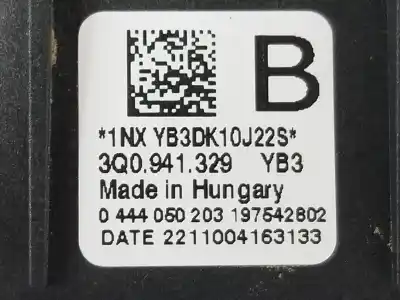 B
*1NX YB3DK10J22S*
3Q0.941.329 YB3
Made in Hungary
0 444 050 203 197542802
DATE 2211004163133